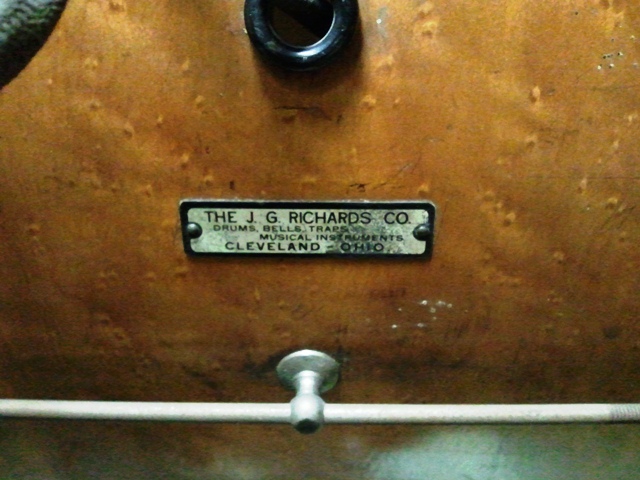 THE J. G. RICHARDS CO.
DRUMS, BELLS, TRAPS
MUSICAL INSTRUMENTS
CLEVELAND - OHIO